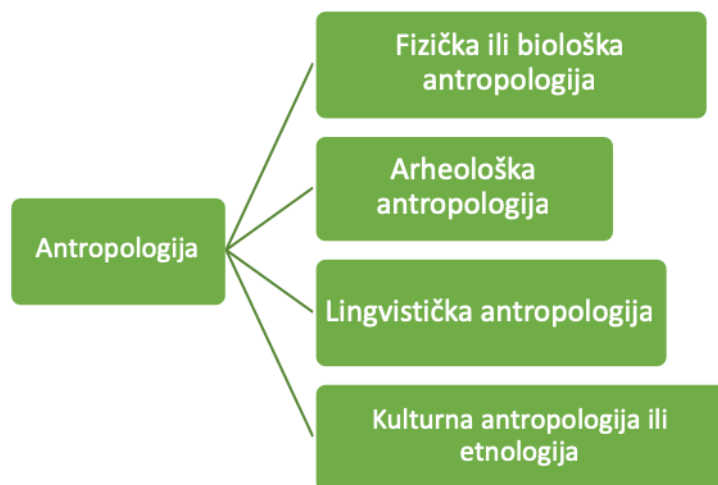 Fizička ili biološka
antropologija
Arheološka
antropologija
Antropologija
Lingvistička antropologija
Kulturna antropologija ili
etnologija